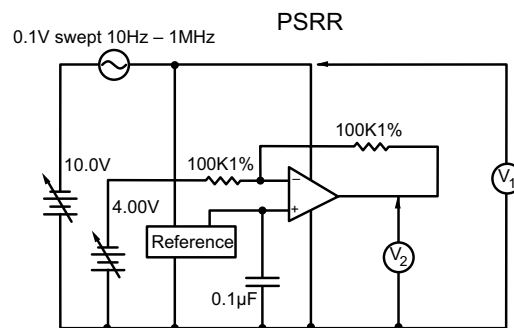 PSRR
0.1V swept 10Hz – 1MHz
100K1%
10.0V
100K1%
V1
4.00V
–
+
Reference
V2
0.1µF